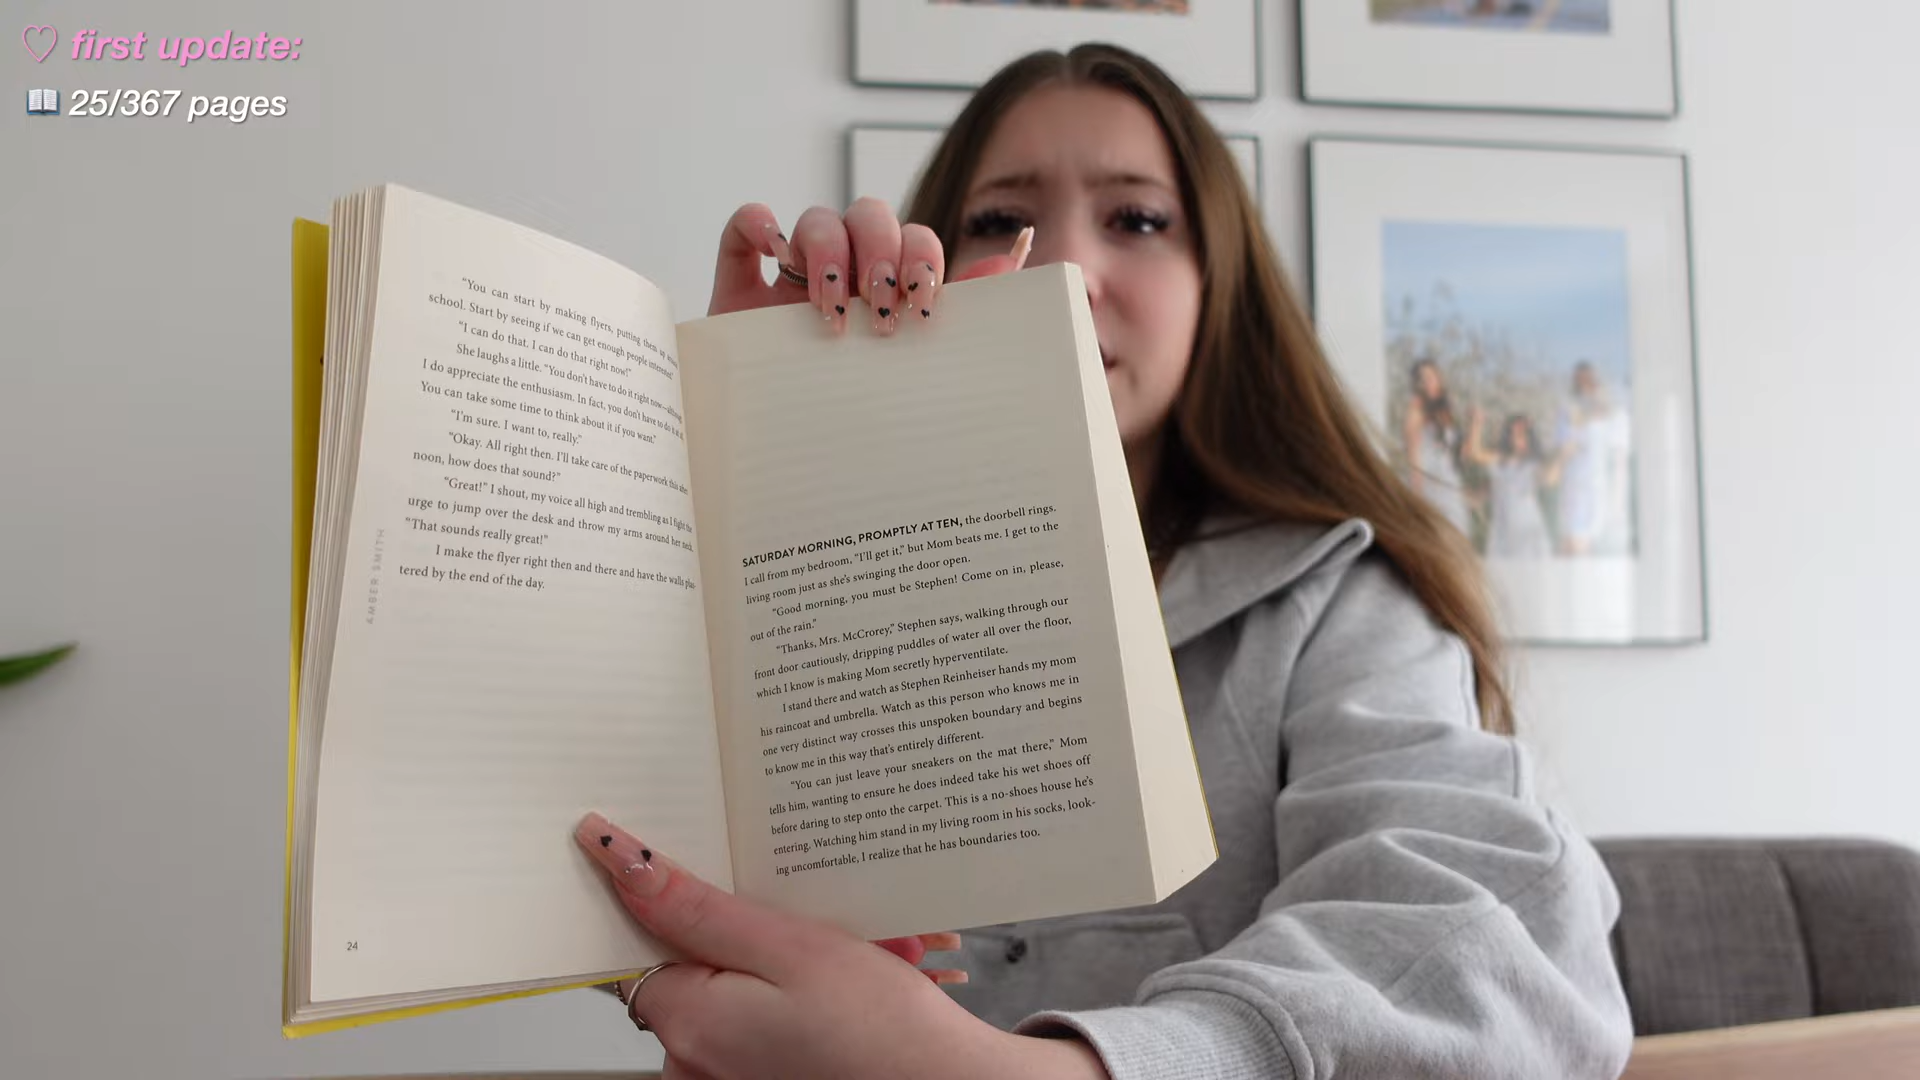 ♡ first update:
📖 25/367 pages
“You can start by making flyers, putting them up around
school. Start by seeing if we can get enough people interested.”
“I can do that. I can do that right now!”
She laughs a little. “You don’t have to do it right now—although
I do appreciate the enthusiasm. In fact, you don’t have to do it at
You can take some time to think about it if you want.”
“I’m sure. I want to, really.”
“Okay. All right then. I’ll take care of the paperwork this after
noon, how does that sound?”
“Great!” I shout, my voice all high and trembling as I fight the
urge to jump over the desk and throw my arms around her neck.
“That sounds really great!”
I make the flyer right then and there and have the walls plas-
tered by the end of the day.
AMBER SMITH
24
SATURDAY MORNING, PROMPTLY AT TEN, the doorbell rings.
I call from my bedroom, “I’ll get it,” but Mom beats me. I get to the
living room just as she’s swinging the door open.
“Good morning, you must be Stephen! Come on in, please,
out of the rain.”
“Thanks, Mrs. McCrorey,” Stephen says, walking through our
front door cautiously, dripping puddles of water all over the floor,
which I know is making Mom secretly hyperventilate.
I stand there and watch as Stephen Reinheiser hands my mom
his raincoat and umbrella. Watch as this person who knows me in
one very distinct way crosses this unspoken boundary and begins
to know me in this way that’s entirely different.
“You can just leave your sneakers on the mat there,” Mom
tells him, wanting to ensure he does indeed take his wet shoes off
before daring to step onto the carpet. This is a no-shoes house he’s
entering. Watching him stand in my living room in his socks, look-
ing uncomfortable, I realize that he has boundaries too.